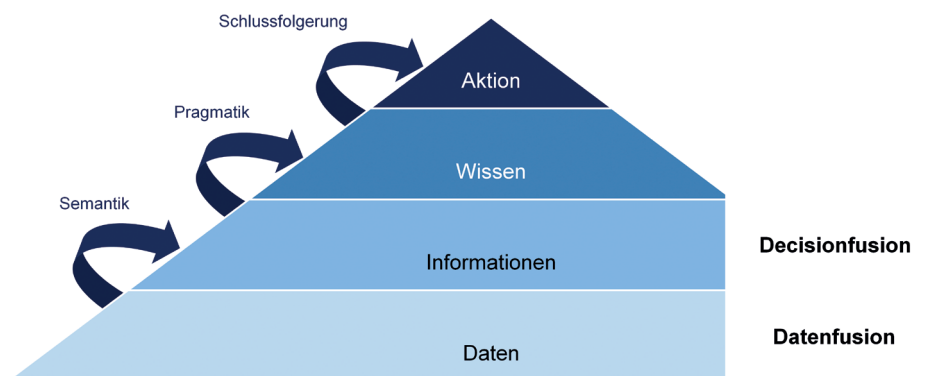 Schlussfolgerung
Aktion
Pragmatik
Wissen
Semantik
Decisionfusion
Informationen
Datenfusion
Daten